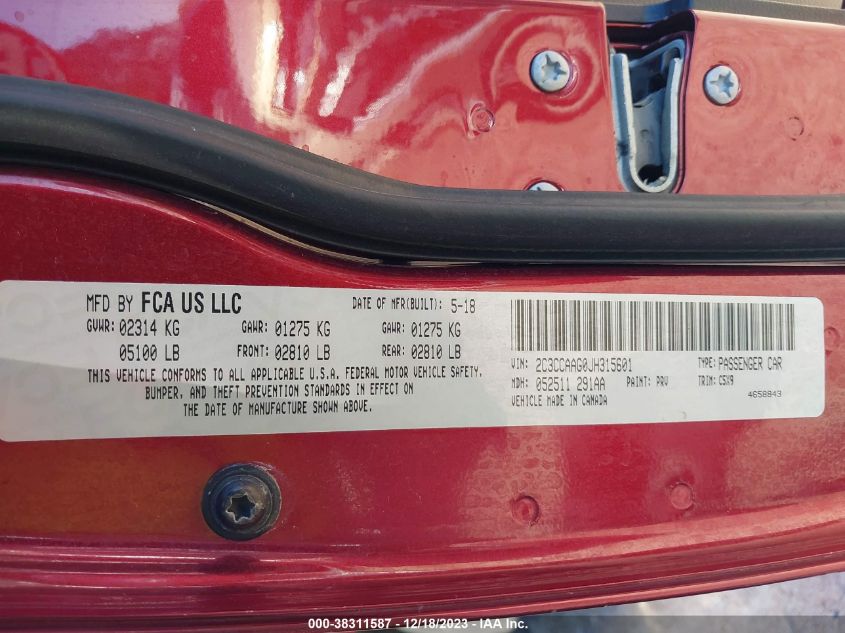 MFD BY FCA US LLC DATE OF MFR(BUILT): 5-18
GVWR: 02314 KG GAWR: 01275 KG GAWR: 01275 KG
05100 LB FRONT: 02810 LB REAR: 02810 LB
THIS VEHICLE CONFORMS TO ALL APPLICABLE U.S.A. FEDERAL MOTOR VEHICLE SAFETY,
BUMPER, AND THEFT PREVENTION STANDARDS IN EFFECT ON
THE DATE OF MANUFACTURE SHOWN ABOVE.
VIN: 2C3CCAAG0JH315601 TYPE: PASSENGER CAR
MDH: 052511 291AA PAINT: PRV TRIM: C5X9
VEHICLE MADE IN CANADA 4658843
000-38311587 - 12/18/2023 - © IAA Holdings, LLC.